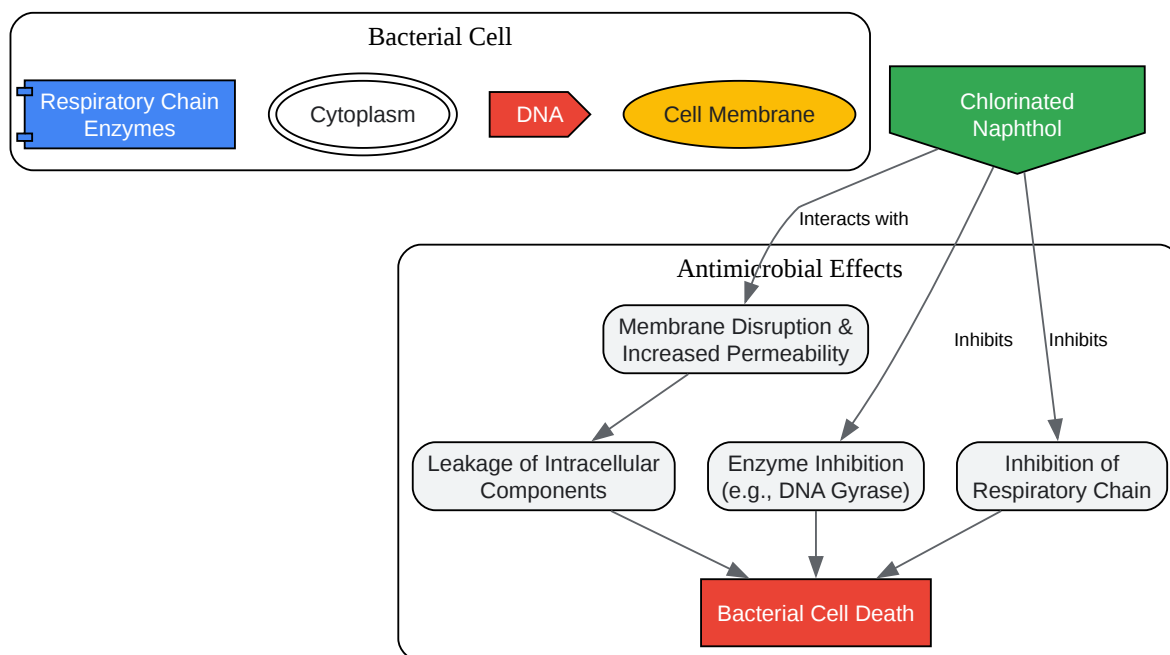 Bacterial Cell
Respiratory Chain
Enzymes
Cytoplasm
DNA
Cell Membrane
Chlorinated
Naphthol
Interacts with
Antimicrobial Effects
Membrane Disruption &
Increased Permeability
Inhibits
Inhibits
Leakage of Intracellular
Components
Enzyme Inhibition
(e.g., DNA Gyrase)
Inhibition of
Respiratory Chain
Bacterial Cell Death